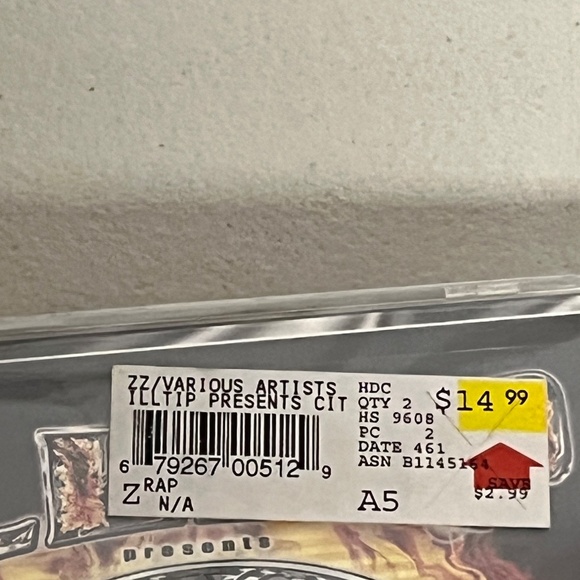 ZZ/VARIOUS ARTISTS
ILLTIP PRESENTS CIT
HDC
QTY 2
HS 9608
PC 2
DATE 461
ASN B1145164
$14 99
6 79267 00512 9
Z RAP
N/A
A5
SAVE
$2.99
presents